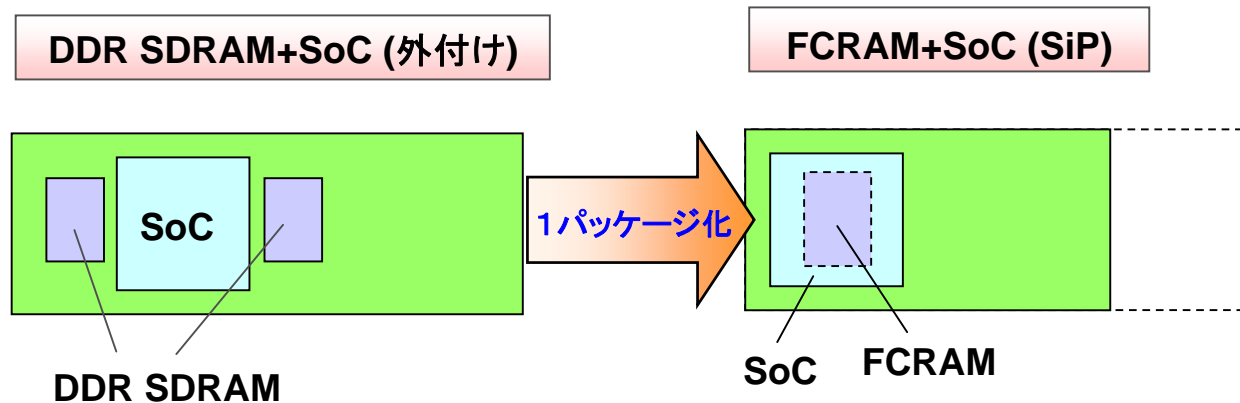 DDR SDRAM+SoC (外付け)
FCRAM+SoC (SiP)
SoC
1パッケージ化
DDR SDRAM
SoC
FCRAM